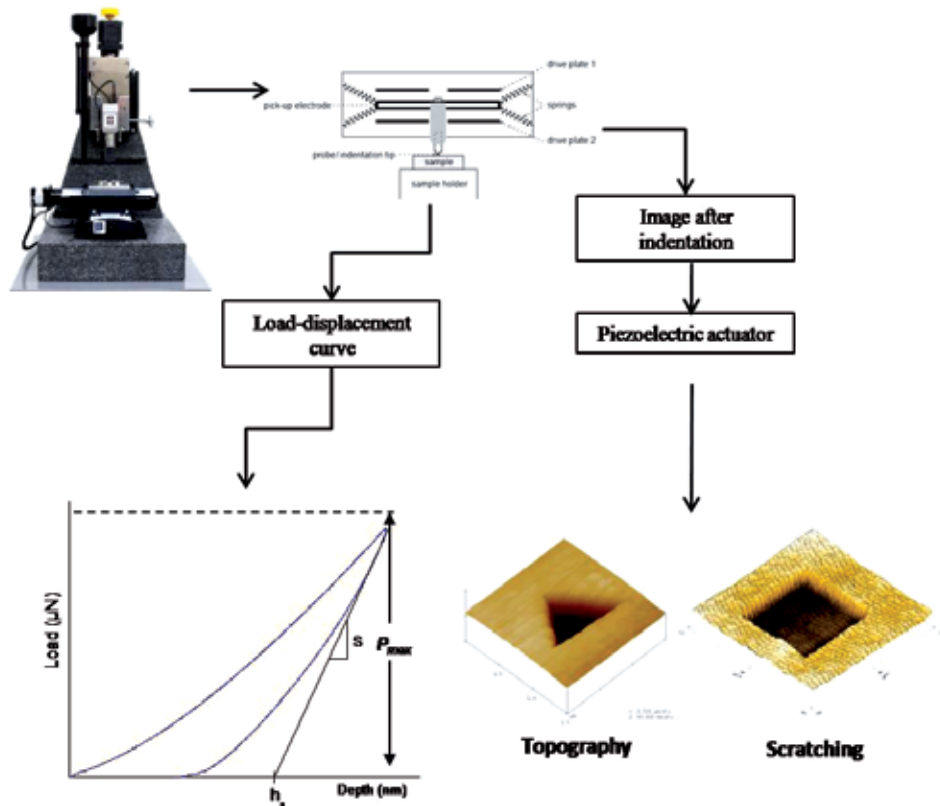 drive plate 1
pick-up electrode
springs
drive plate 2
probe/ indentation tip
sample
sample holder
Image after
indentation
Load-displacement
curve
Piezoelectric actuator
Load (µN)
S
Pmax
h
Depth (nm)
Topography
Scratching